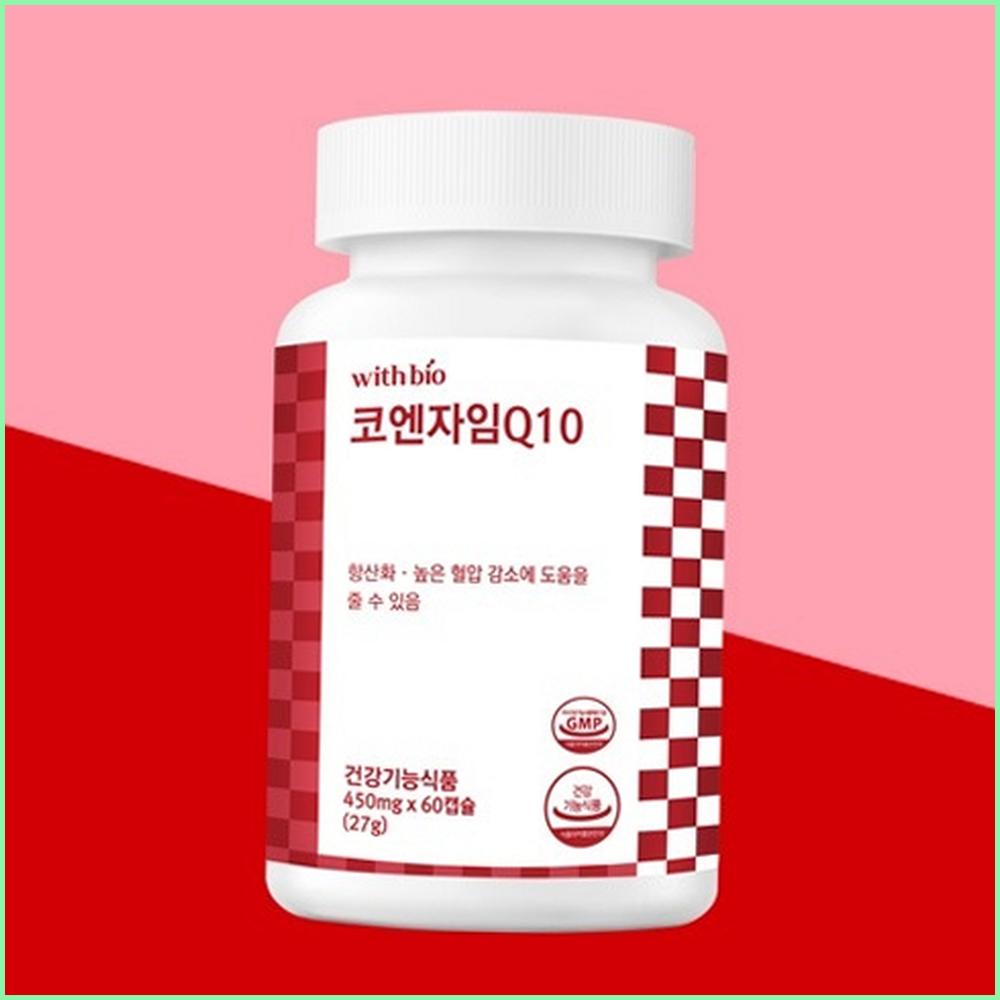 with bio
코엔자임Q10
항산화 - 높은 혈압 감소에 도움을
줄 수 있음
GMP
건강기능식품
450mg x 60캡슐
(27g)
건강
기능식품